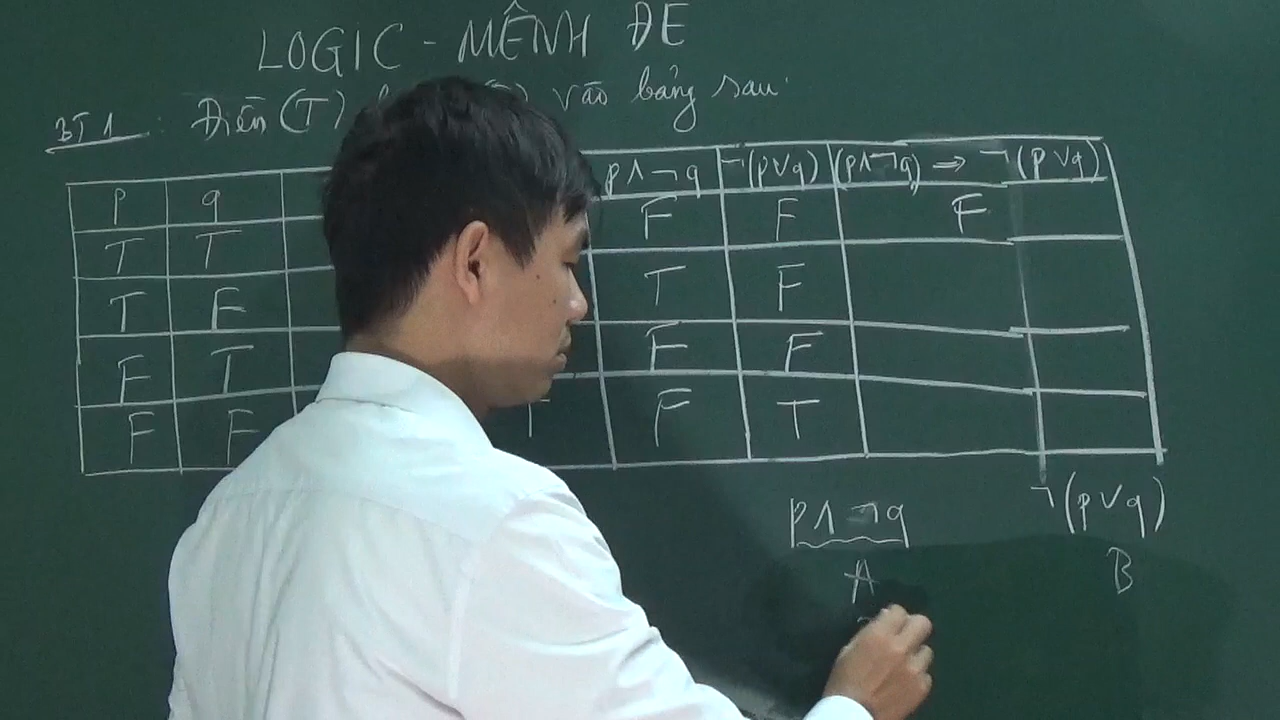 LOGIC - MÊNH ĐE
BT 1 : Điền (T) vào bảng sau:
p q p∧¬q ¬(p∨q) (p∧¬q) ⇒ ¬(p∨q)
T T F F F
T F T F
F T F F
F F F T
p∧¬q ¬(p∨q)
A B